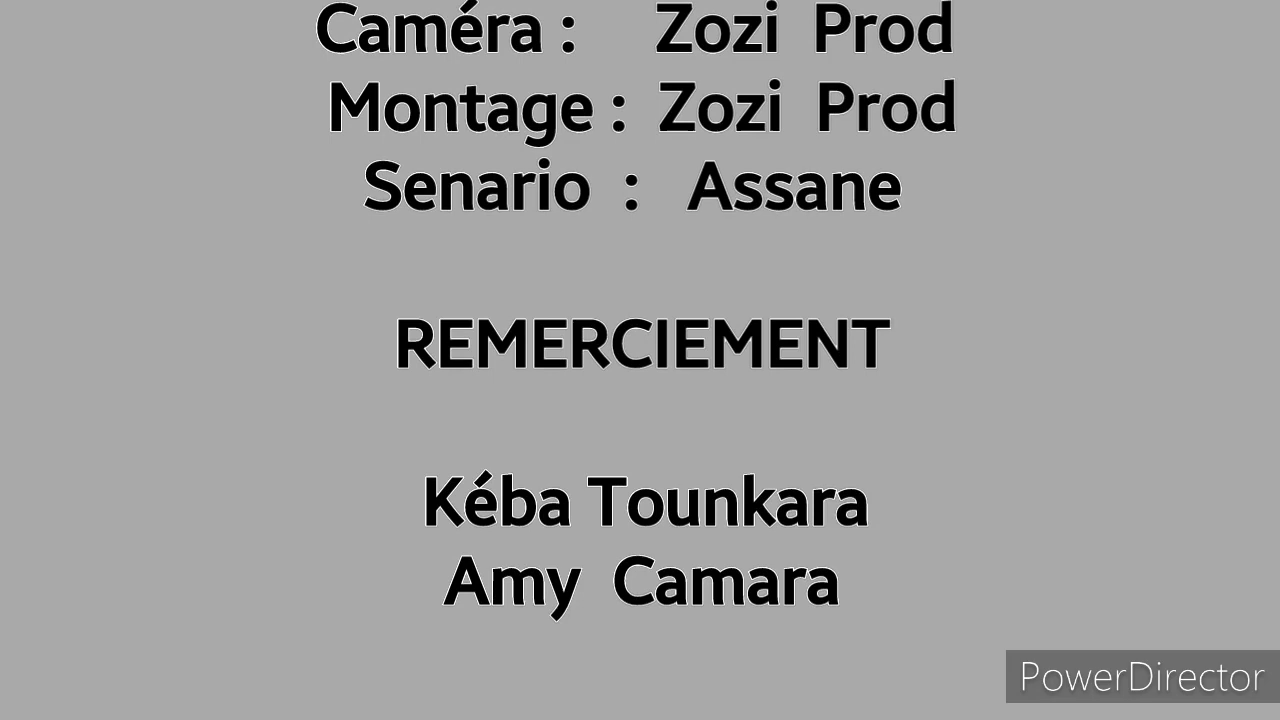 Caméra : Zozi Prod
Montage : Zozi Prod
Senario : Assane
REMERCIEMENT
Kéba Tounkara
Amy Camara
PowerDirector